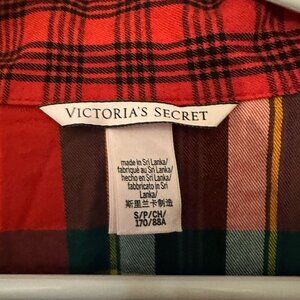 VICTORIA'S SECRET
made in Sri Lanka/
fabriqué au Sri Lanka/
hecho en Sri Lanka/
fabbricato in Sri
Lanka/
斯里兰卡制造
S/P/CH/
170/88A